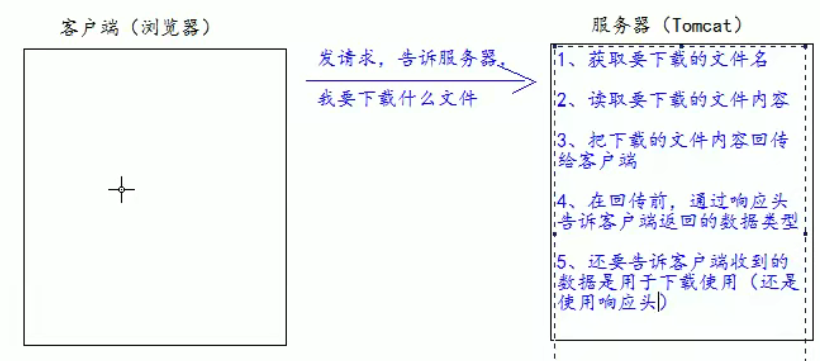 客户端（浏览器）
服务器（Tomcat）
发请求，告诉服务器，
我要下载什么文件
1、获取要下载的文件名
2、读取要下载的文件内容
3、把下载的文件内容回传
给客户端
4、在回传前，通过响应头
告诉客户端返回的数据类型
5、还要告诉客户端收到的
数据是用于下载使用（还是
使用响应头）